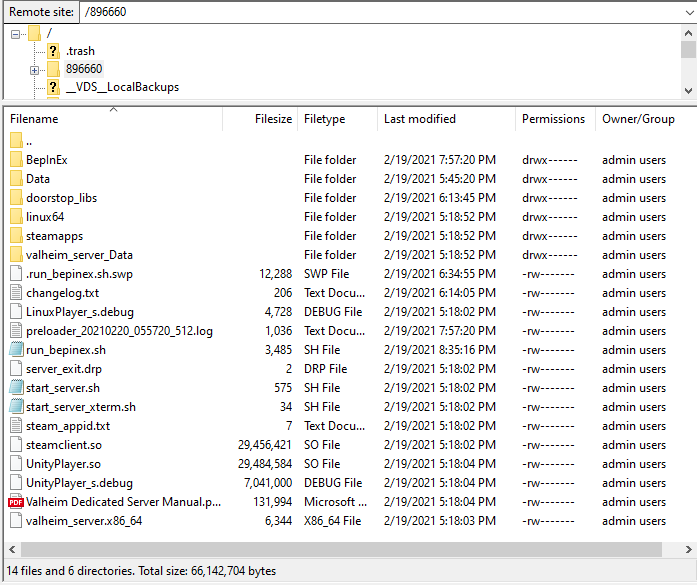 Remote site: /896660
/
? .trash
896660
? __VDS__LocalBackups
Filename Filesize Filetype Last modified Permissions Owner/Group
..
BepInEx File folder 2/19/2021 7:57:20 PM drwx------ admin users
Data File folder 2/19/2021 5:45:20 PM drwx------ admin users
doorstop_libs File folder 2/19/2021 6:13:45 PM drwx------ admin users
linux64 File folder 2/19/2021 5:18:52 PM drwx------ admin users
steamapps File folder 2/19/2021 5:18:52 PM drwx------ admin users
valheim_server_Data File folder 2/19/2021 5:18:52 PM drwx------ admin users
.run_bepinex.sh.swp 12,288 SWP File 2/19/2021 6:34:55 PM -rw------- admin users
changelog.txt 206 Text Docu... 2/19/2021 6:14:05 PM -rw------- admin users
LinuxPlayer_s.debug 4,728 DEBUG File 2/19/2021 5:18:02 PM -rw------- admin users
preloader_20210220_055720_512.log 1,036 Text Docu... 2/19/2021 7:57:20 PM -rw------- admin users
run_bepinex.sh 3,485 SH File 2/19/2021 8:35:16 PM -rw------- admin users
server_exit.drp 2 DRP File 2/19/2021 5:18:02 PM -rw------- admin users
start_server.sh 575 SH File 2/19/2021 5:18:02 PM -rw------- admin users
start_server_xterm.sh 34 SH File 2/19/2021 5:18:02 PM -rw------- admin users
steam_appid.txt 7 Text Docu... 2/19/2021 5:18:02 PM -rw------- admin users
steamclient.so 29,456,421 SO File 2/19/2021 5:18:02 PM -rw------- admin users
UnityPlayer.so 29,484,584 SO File 2/19/2021 5:18:04 PM -rw------- admin users
UnityPlayer_s.debug 7,041,000 DEBUG File 2/19/2021 5:18:04 PM -rw------- admin users
PDF Valheim Dedicated Server Manual.p... 131,994 Microsoft ... 2/19/2021 5:18:04 PM -rw------- admin users
valheim_server.x86_64 6,344 X86_64 File 2/19/2021 5:18:03 PM -rw------- admin users
14 files and 6 directories. Total size: 66,142,704 bytes